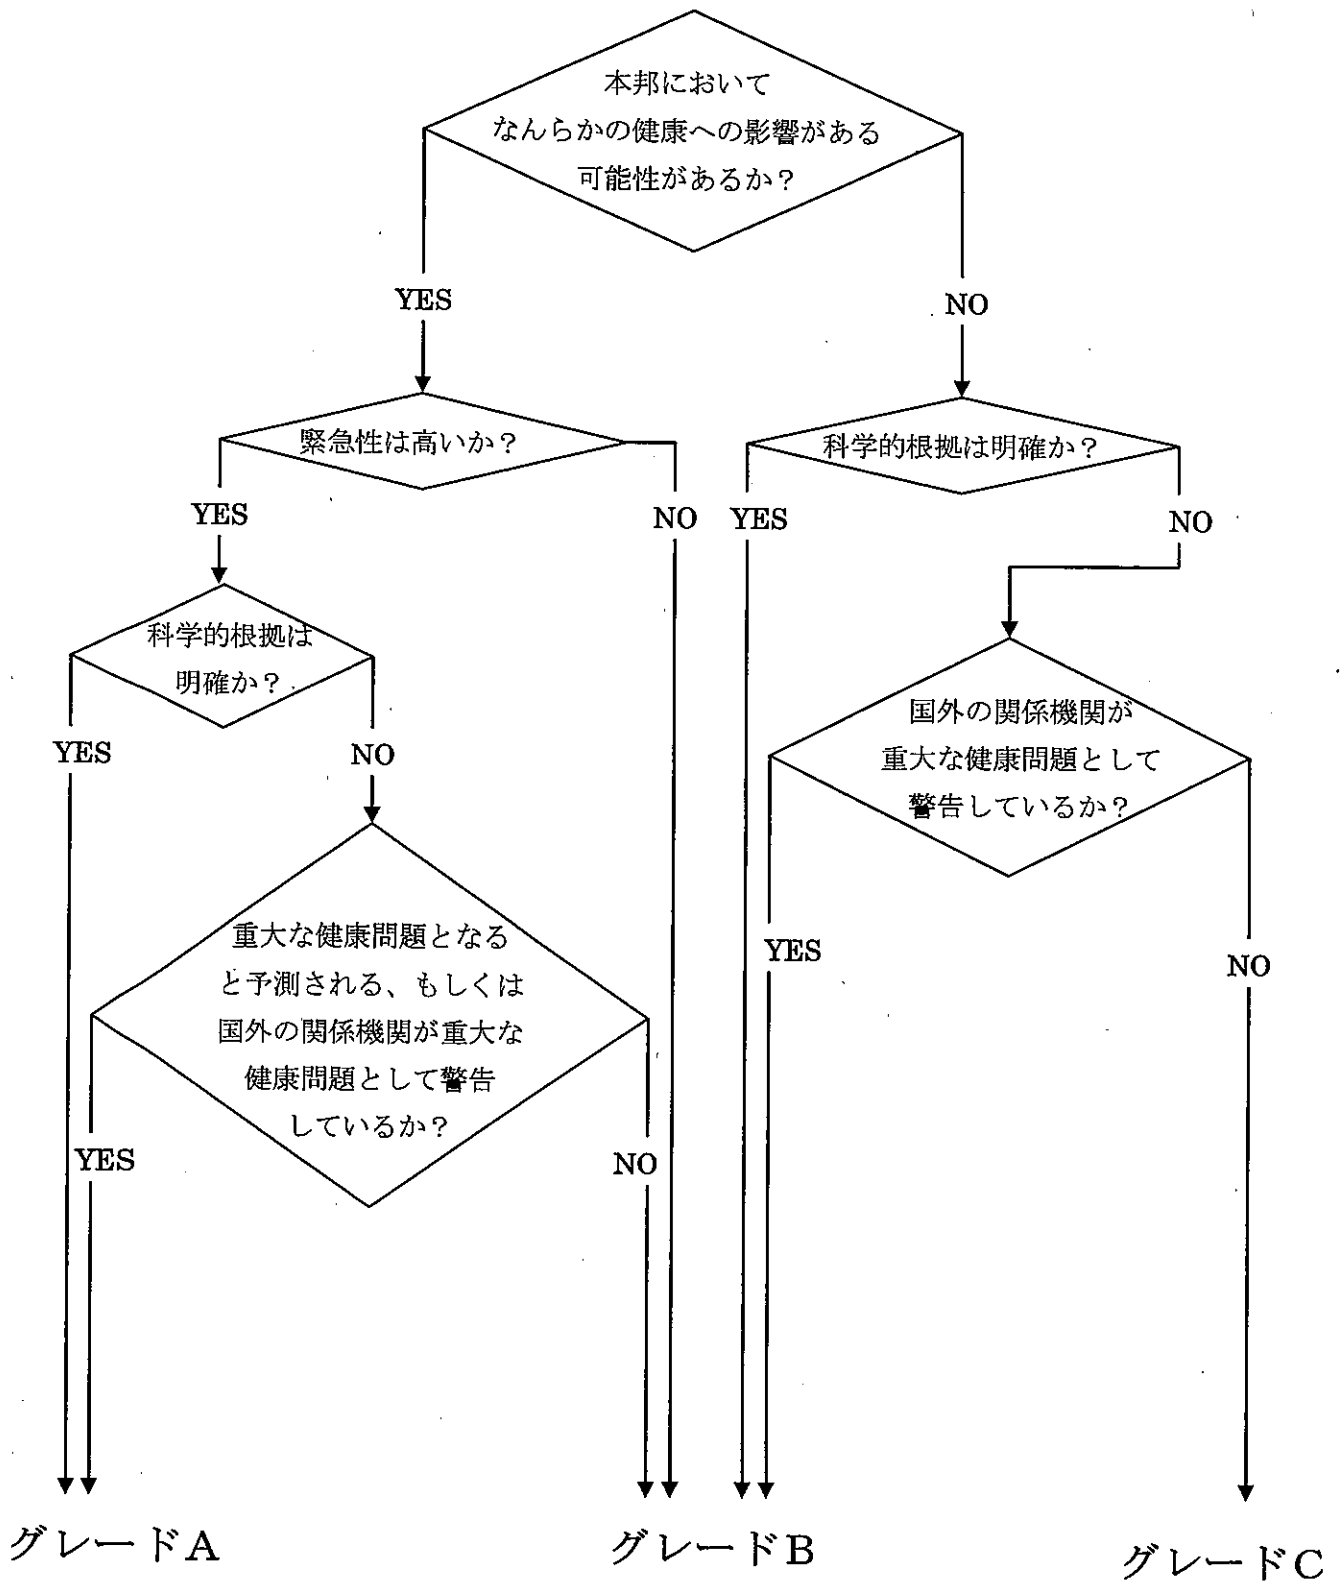 本邦において
なんらかの健康への影響がある
可能性があるか？
YES
NO
緊急性は高いか？
科学的根拠は明確か？
YES
NO
YES
NO
科学的根拠は
明確か？
YES
NO
国外の関係機関が
重大な健康問題として
警告しているか？
YES
NO
重大な健康問題となる
と予測される、もしくは
国外の関係機関が重大な
健康問題として警告
しているか？
YES
NO
グレードA
グレードB
グレードC